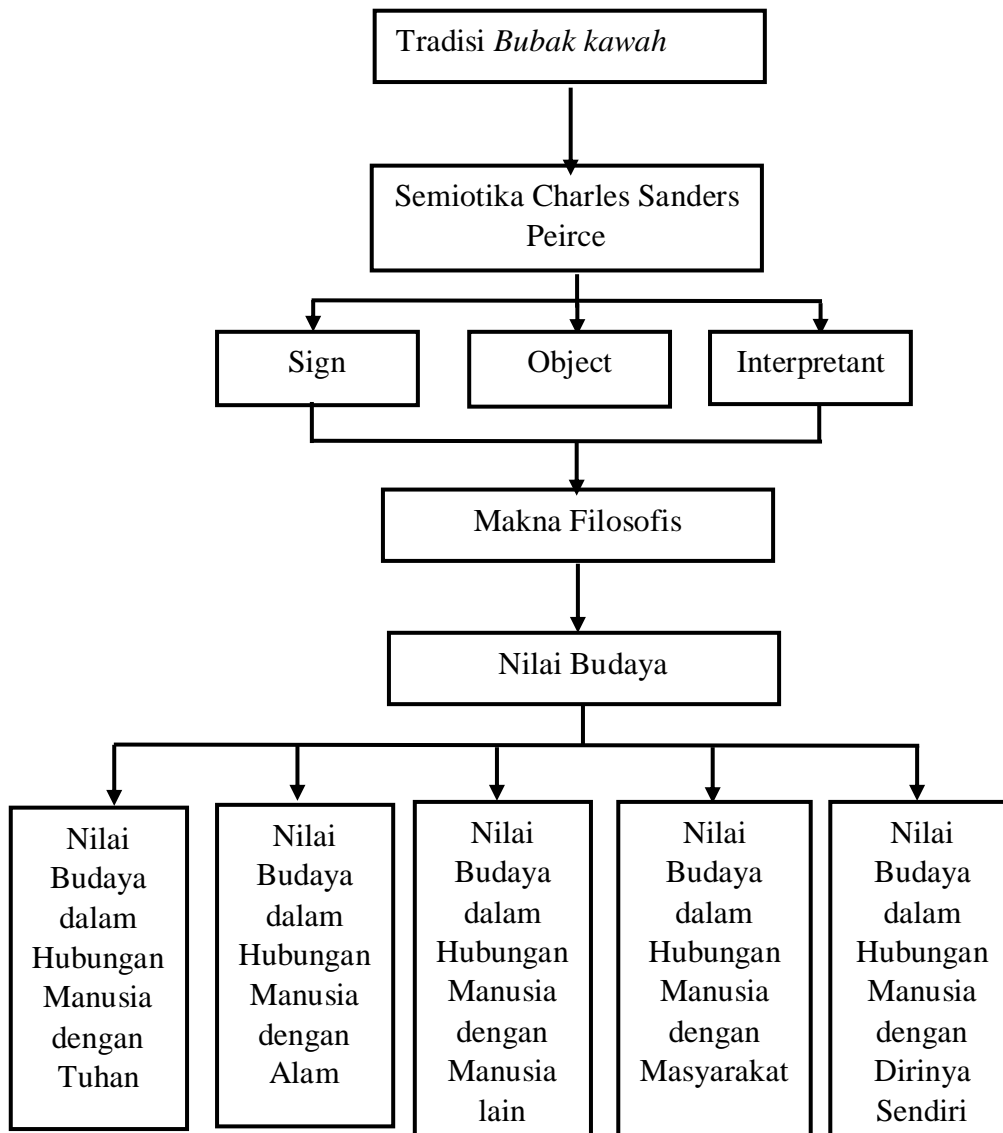 Tradisi Bubak kawah
Semiotika Charles Sanders
Peirce
Sign
Object
Interpretant
Makna Filosofis
Nilai Budaya
Nilai
Budaya
dalam
Hubungan
Manusia
dengan
Tuhan
Nilai
Budaya
dalam
Hubungan
Manusia
dengan
Alam
Nilai
Budaya
dalam
Hubungan
Manusia
dengan
Manusia
lain
Nilai
Budaya
dalam
Hubungan
Manusia
dengan
Masyarakat
Nilai
Budaya
dalam
Hubungan
Manusia
dengan
Dirinya
Sendiri